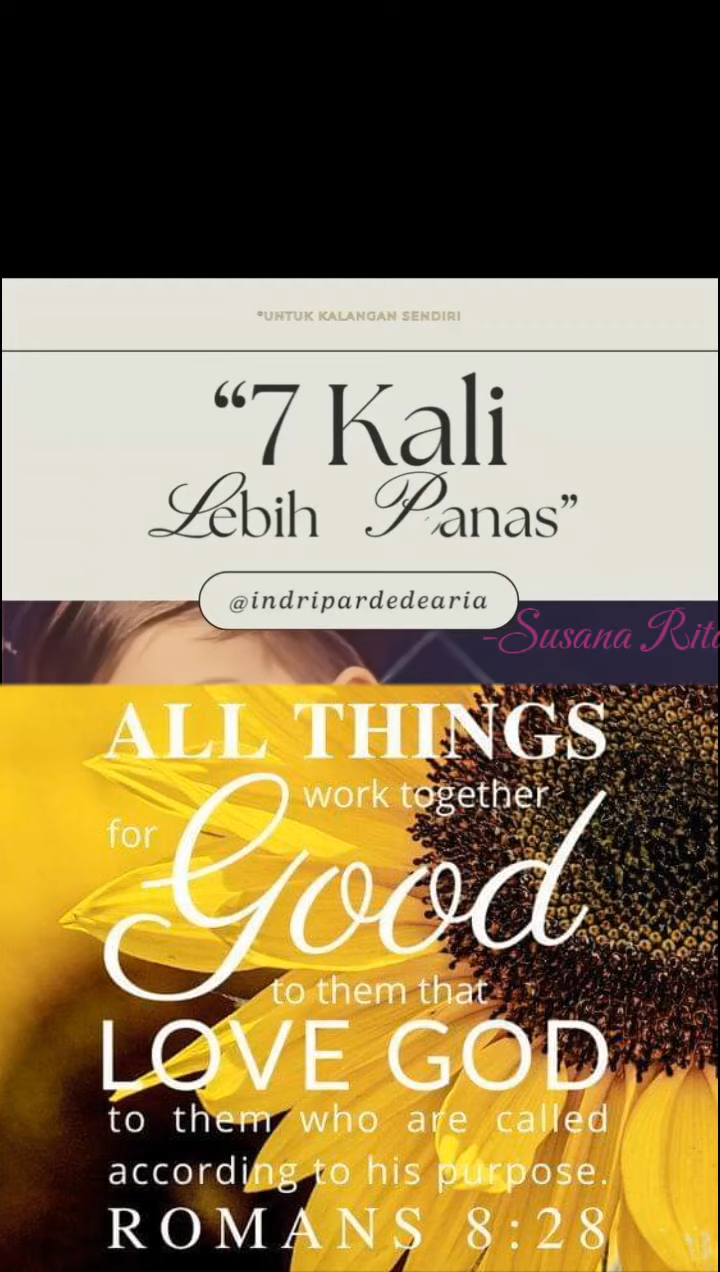 *UNTUK KALANGAN SENDIRI
“7 Kali
Lebih Panas”
@indripardedearia
-Susana Rit
ALL THINGS
work together
for
Good
to them that
LOVE GOD
to them who are called
according to his purpose.
ROMANS 8:28